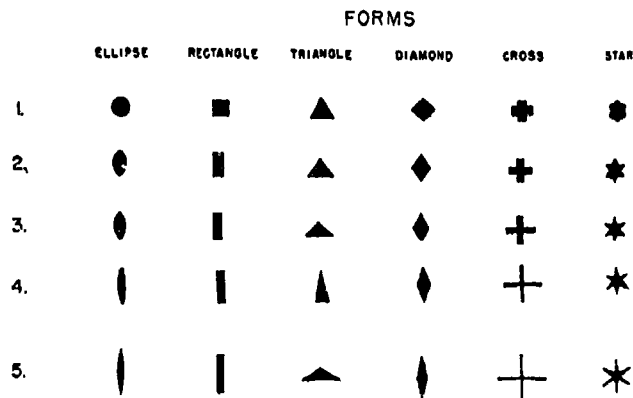 FORMS
ELLIPSE RECTANGLE TRIANGLE DIAMOND CROSS STAR
1.
2.
3.
4.
5.